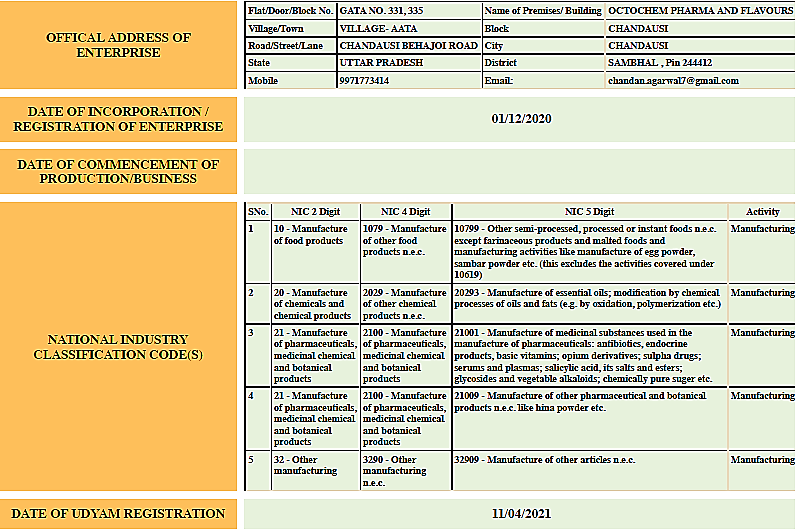 OFFICAL ADDRESS OF
ENTERPRISE
Flat/Door/Block No. GATA NO. 331, 335 Name of Premises/ Building OCTOCHEM PHARMA AND FLAVOURS
Village/Town VILLAGE- AATA Block CHANDAUSI
Road/Street/Lane CHANDAUSI BEHAJOI ROAD City CHANDAUSI
State UTTAR PRADESH District SAMBHAL , Pin 244412
Mobile 9971773414 Email: chandan.agarwal7@gmail.com
DATE OF INCORPORATION /
REGISTRATION OF ENTERPRISE
01/12/2020
DATE OF COMMENCEMENT OF
PRODUCTION/BUSINESS
NATIONAL INDUSTRY
CLASSIFICATION CODE(S)
SNo. NIC 2 Digit NIC 4 Digit NIC 5 Digit Activity
1
10 - Manufacture
of food products
1079 - Manufacture
of other food
products n.e.c.
10799 - Other semi-processed, processed or instant foods n.e.c.
except farinaceous products and malted foods and
manufacturing activities like manufacture of egg powder,
sambar powder etc. (this excludes the activities covered under
10619)
Manufacturing
2
20 - Manufacture
of chemicals and
chemical products
2029 - Manufacture
of other chemical
products n.e.c.
20293 - Manufacture of essential oils; modification by chemical
processes of oils and fats (e.g. by oxidation, polymerization etc.)
Manufacturing
3
21 - Manufacture
of pharmaceuticals,
medicinal chemical
and botanical
products
2100 - Manufacture
of pharmaceuticals,
medicinal chemical
and botanical
products
21001 - Manufacture of medicinal substances used in the
manufacture of pharmaceuticals: antibiotics, endocrine
products, basic vitamins; opium derivatives; sulpha drugs;
serums and plasmas; salicylic acid, its salts and esters;
glycosides and vegetable alkaloids; chemically pure suger etc.
Manufacturing
4
21 - Manufacture
of pharmaceuticals,
medicinal chemical
and botanical
products
2100 - Manufacture
of pharmaceuticals,
medicinal chemical
and botanical
products
21009 - Manufacture of other pharmaceutical and botanical
products n.e.c. like hina powder etc.
Manufacturing
5
32 - Other
manufacturing
3290 - Other
manufacturing
n.e.c.
32909 - Manufacture of other articles n.e.c.
Manufacturing
DATE OF UDYAM REGISTRATION
11/04/2021